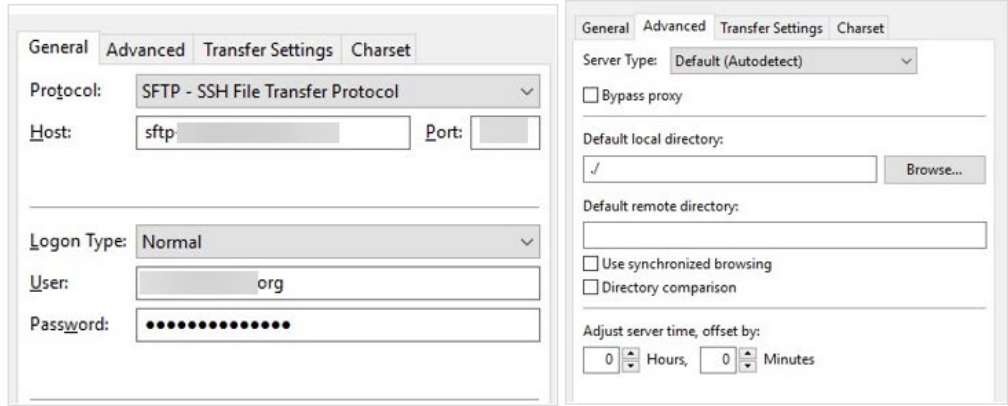 General Advanced Transfer Settings Charset
Protocol: SFTP - SSH File Transfer Protocol
Host: sftp- Port:
Logon Type: Normal
User: org
Password: ••••••••••••••
General Advanced Transfer Settings Charset
Server Type: Default (Autodetect)
Bypass proxy
Default local directory:
./ Browse...
Default remote directory:
Use synchronized browsing
Directory comparison
Adjust server time, offset by:
0 Hours, 0 Minutes